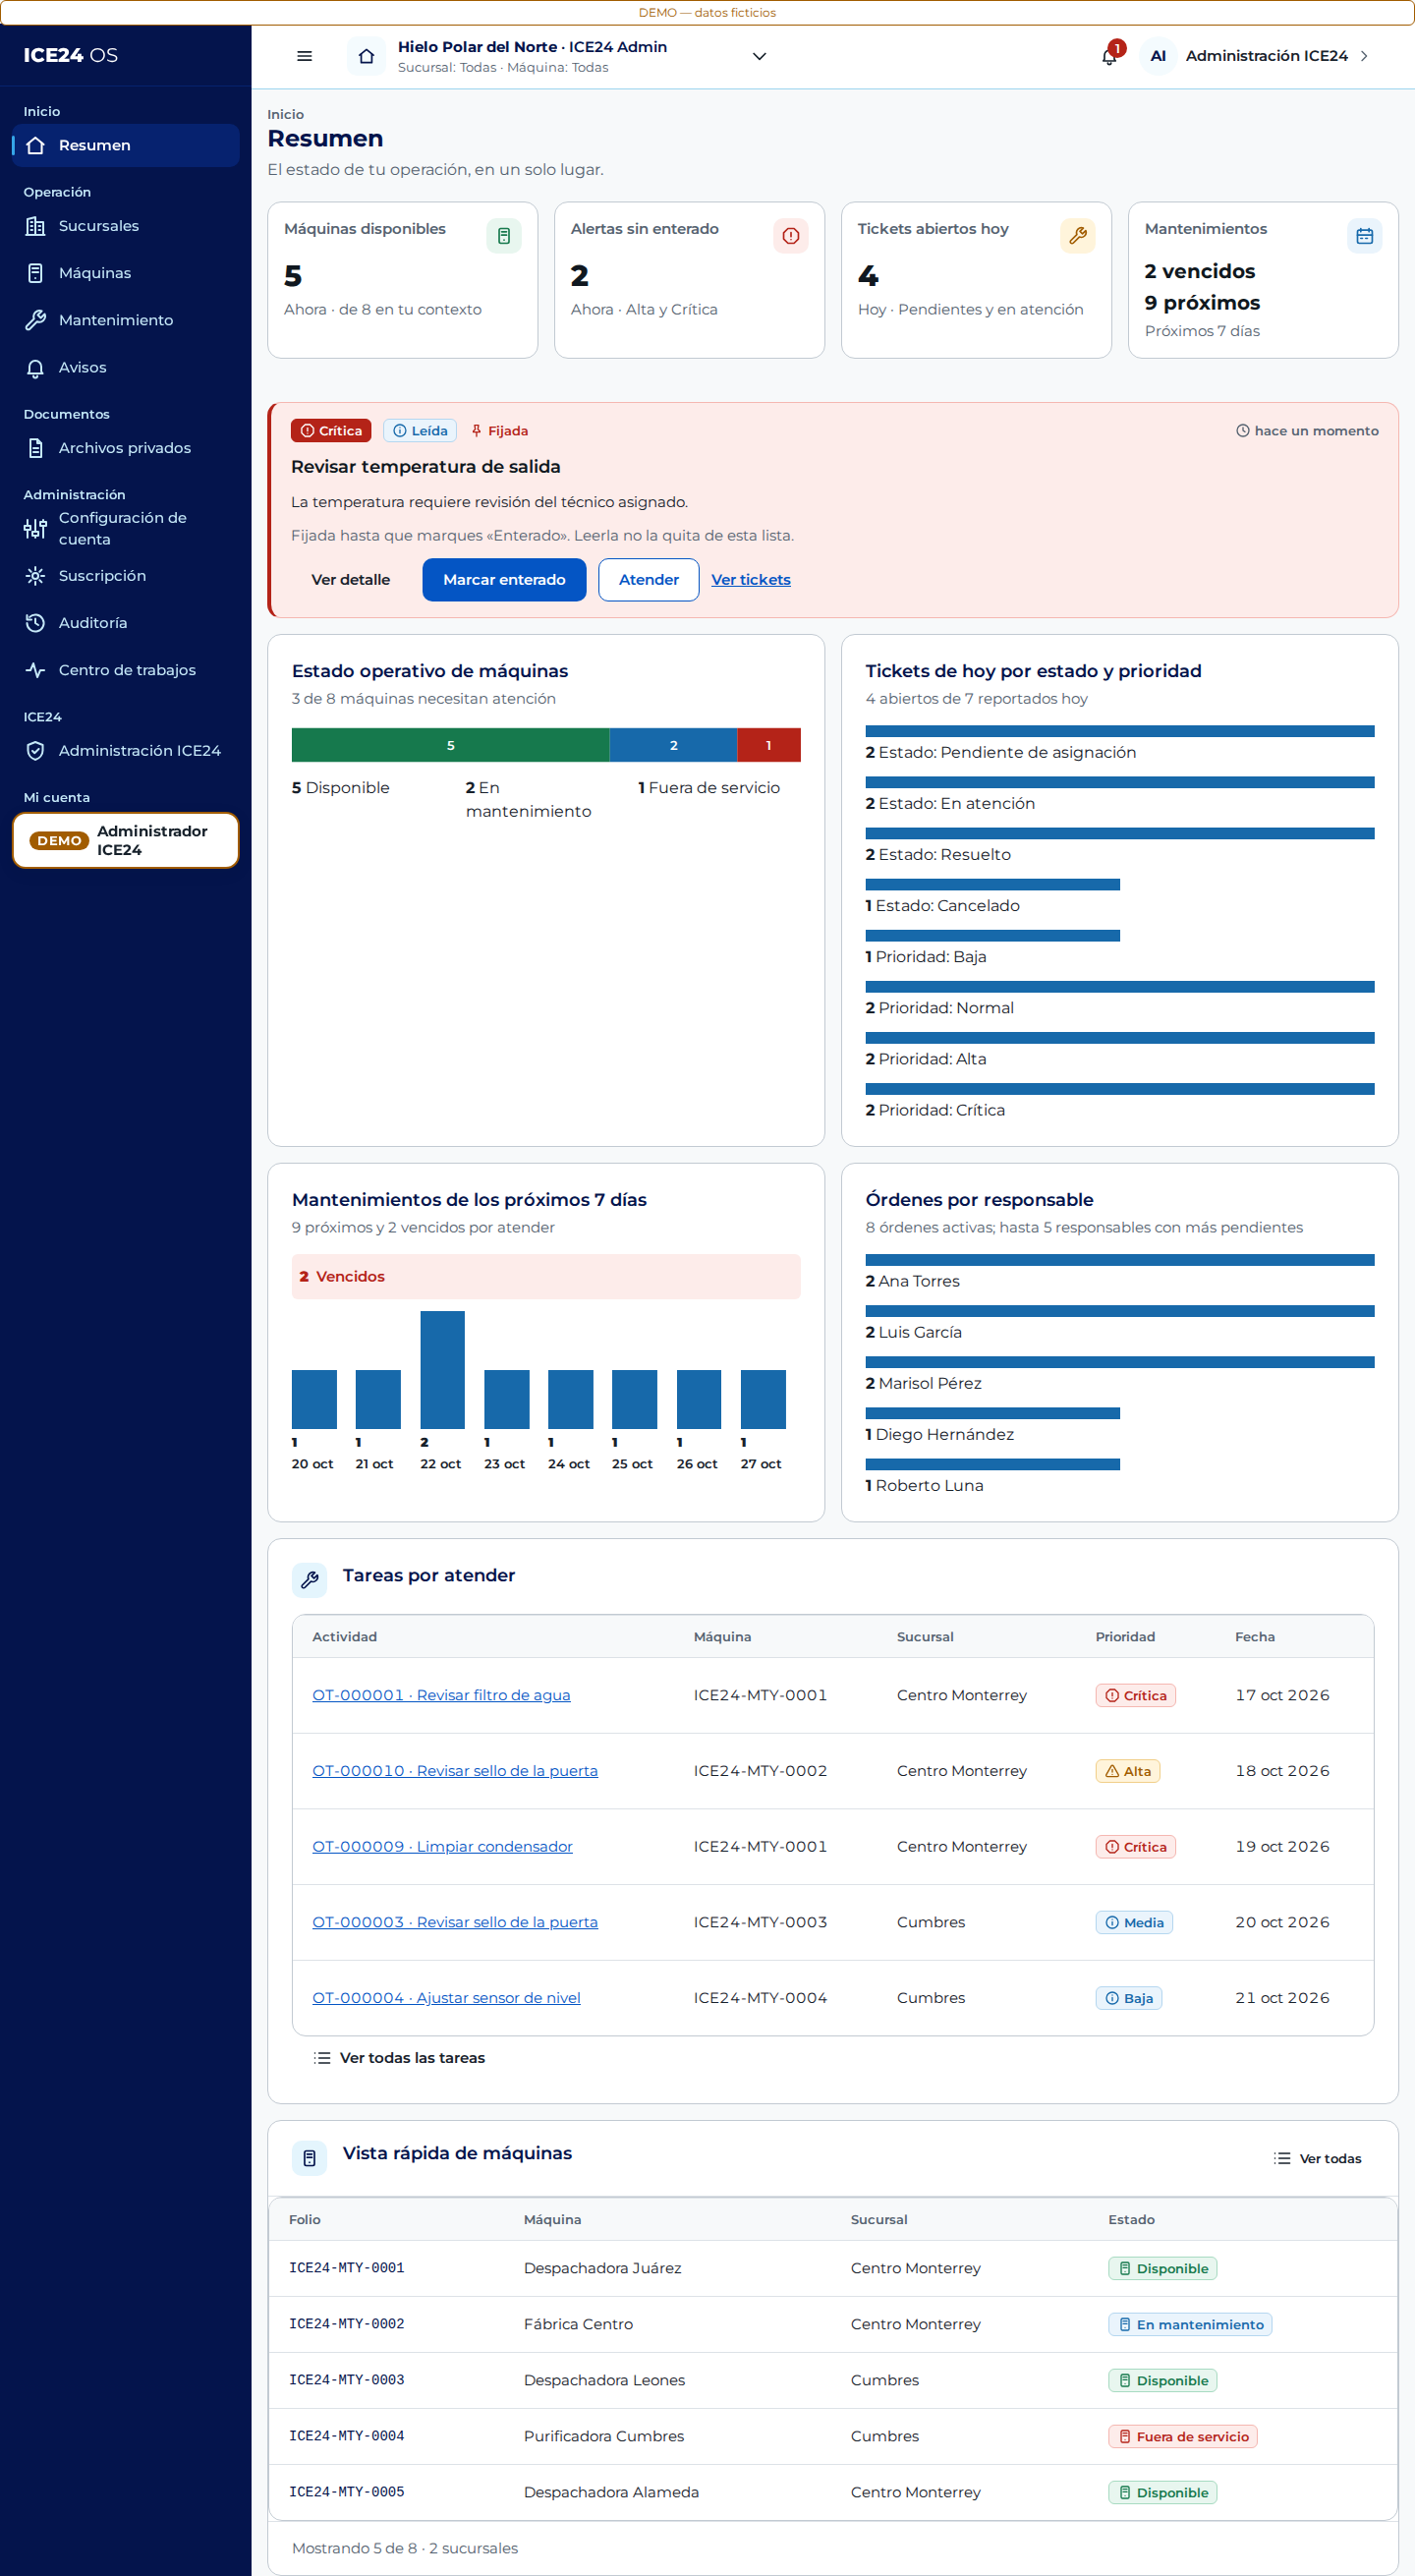 DEMO — datos ficticios
ICE24 OS
Inicio
Resumen
Operación
Sucursales
Máquinas
Mantenimiento
Avisos
Documentos
Archivos privados
Administración
Configuración de
cuenta
Suscripción
Auditoría
Centro de trabajos
ICE24
Administración ICE24
Mi cuenta
DEMO Administrador
ICE24
Hielo Polar del Norte · ICE24 Admin
Sucursal: Todas · Máquina: Todas
1
AI Administración ICE24
Inicio
Resumen
El estado de tu operación, en un solo lugar.
Máquinas disponibles
5
Ahora · de 8 en tu contexto
Alertas sin enterado
2
Ahora · Alta y Crítica
Tickets abiertos hoy
4
Hoy · Pendientes y en atención
Mantenimientos
2 vencidos
9 próximos
Próximos 7 días
Crítica Leída Fijada hace un momento
Revisar temperatura de salida
La temperatura requiere revisión del técnico asignado.
Fijada hasta que marques «Enterado». Leerla no la quita de esta lista.
Ver detalle Marcar enterado Atender Ver tickets
Estado operativo de máquinas
3 de 8 máquinas necesitan atención
5 2 1
5 Disponible 2 En mantenimiento 1 Fuera de servicio
Tickets de hoy por estado y prioridad
4 abiertos de 7 reportados hoy
2 Estado: Pendiente de asignación
2 Estado: En atención
2 Estado: Resuelto
1 Estado: Cancelado
1 Prioridad: Baja
2 Prioridad: Normal
2 Prioridad: Alta
2 Prioridad: Crítica
Mantenimientos de los próximos 7 días
9 próximos y 2 vencidos por atender
2 Vencidos
1 1 2 1 1 1 1 1
20 oct 21 oct 22 oct 23 oct 24 oct 25 oct 26 oct 27 oct
Órdenes por responsable
8 órdenes activas; hasta 5 responsables con más pendientes
2 Ana Torres
2 Luis García
2 Marisol Pérez
1 Diego Hernández
1 Roberto Luna
Tareas por atender
Actividad Máquina Sucursal Prioridad Fecha
OT-000001 · Revisar filtro de agua ICE24-MTY-0001 Centro Monterrey Crítica 17 oct 2026
OT-000010 · Revisar sello de la puerta ICE24-MTY-0002 Centro Monterrey Alta 18 oct 2026
OT-000009 · Limpiar condensador ICE24-MTY-0001 Centro Monterrey Crítica 19 oct 2026
OT-000003 · Revisar sello de la puerta ICE24-MTY-0003 Cumbres Media 20 oct 2026
OT-000004 · Ajustar sensor de nivel ICE24-MTY-0004 Cumbres Baja 21 oct 2026
Ver todas las tareas
Vista rápida de máquinas Ver todas
Folio Máquina Sucursal Estado
ICE24-MTY-0001 Despachadora Juárez Centro Monterrey Disponible
ICE24-MTY-0002 Fábrica Centro Centro Monterrey En mantenimiento
ICE24-MTY-0003 Despachadora Leones Cumbres Disponible
ICE24-MTY-0004 Purificadora Cumbres Cumbres Fuera de servicio
ICE24-MTY-0005 Despachadora Alameda Centro Monterrey Disponible
Mostrando 5 de 8 · 2 sucursales